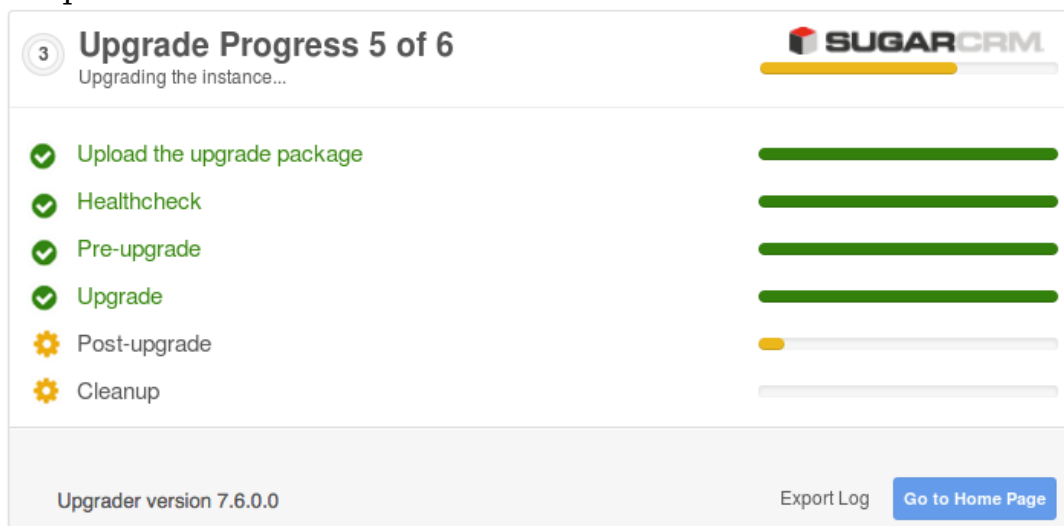 3
Upgrade Progress 5 of 6
SUGARCRM
Upgrading the instance...
Upload the upgrade package
Healthcheck
Pre-upgrade
Upgrade
Post-upgrade
Cleanup
Upgrader version 7.6.0.0
Export Log
Go to Home Page